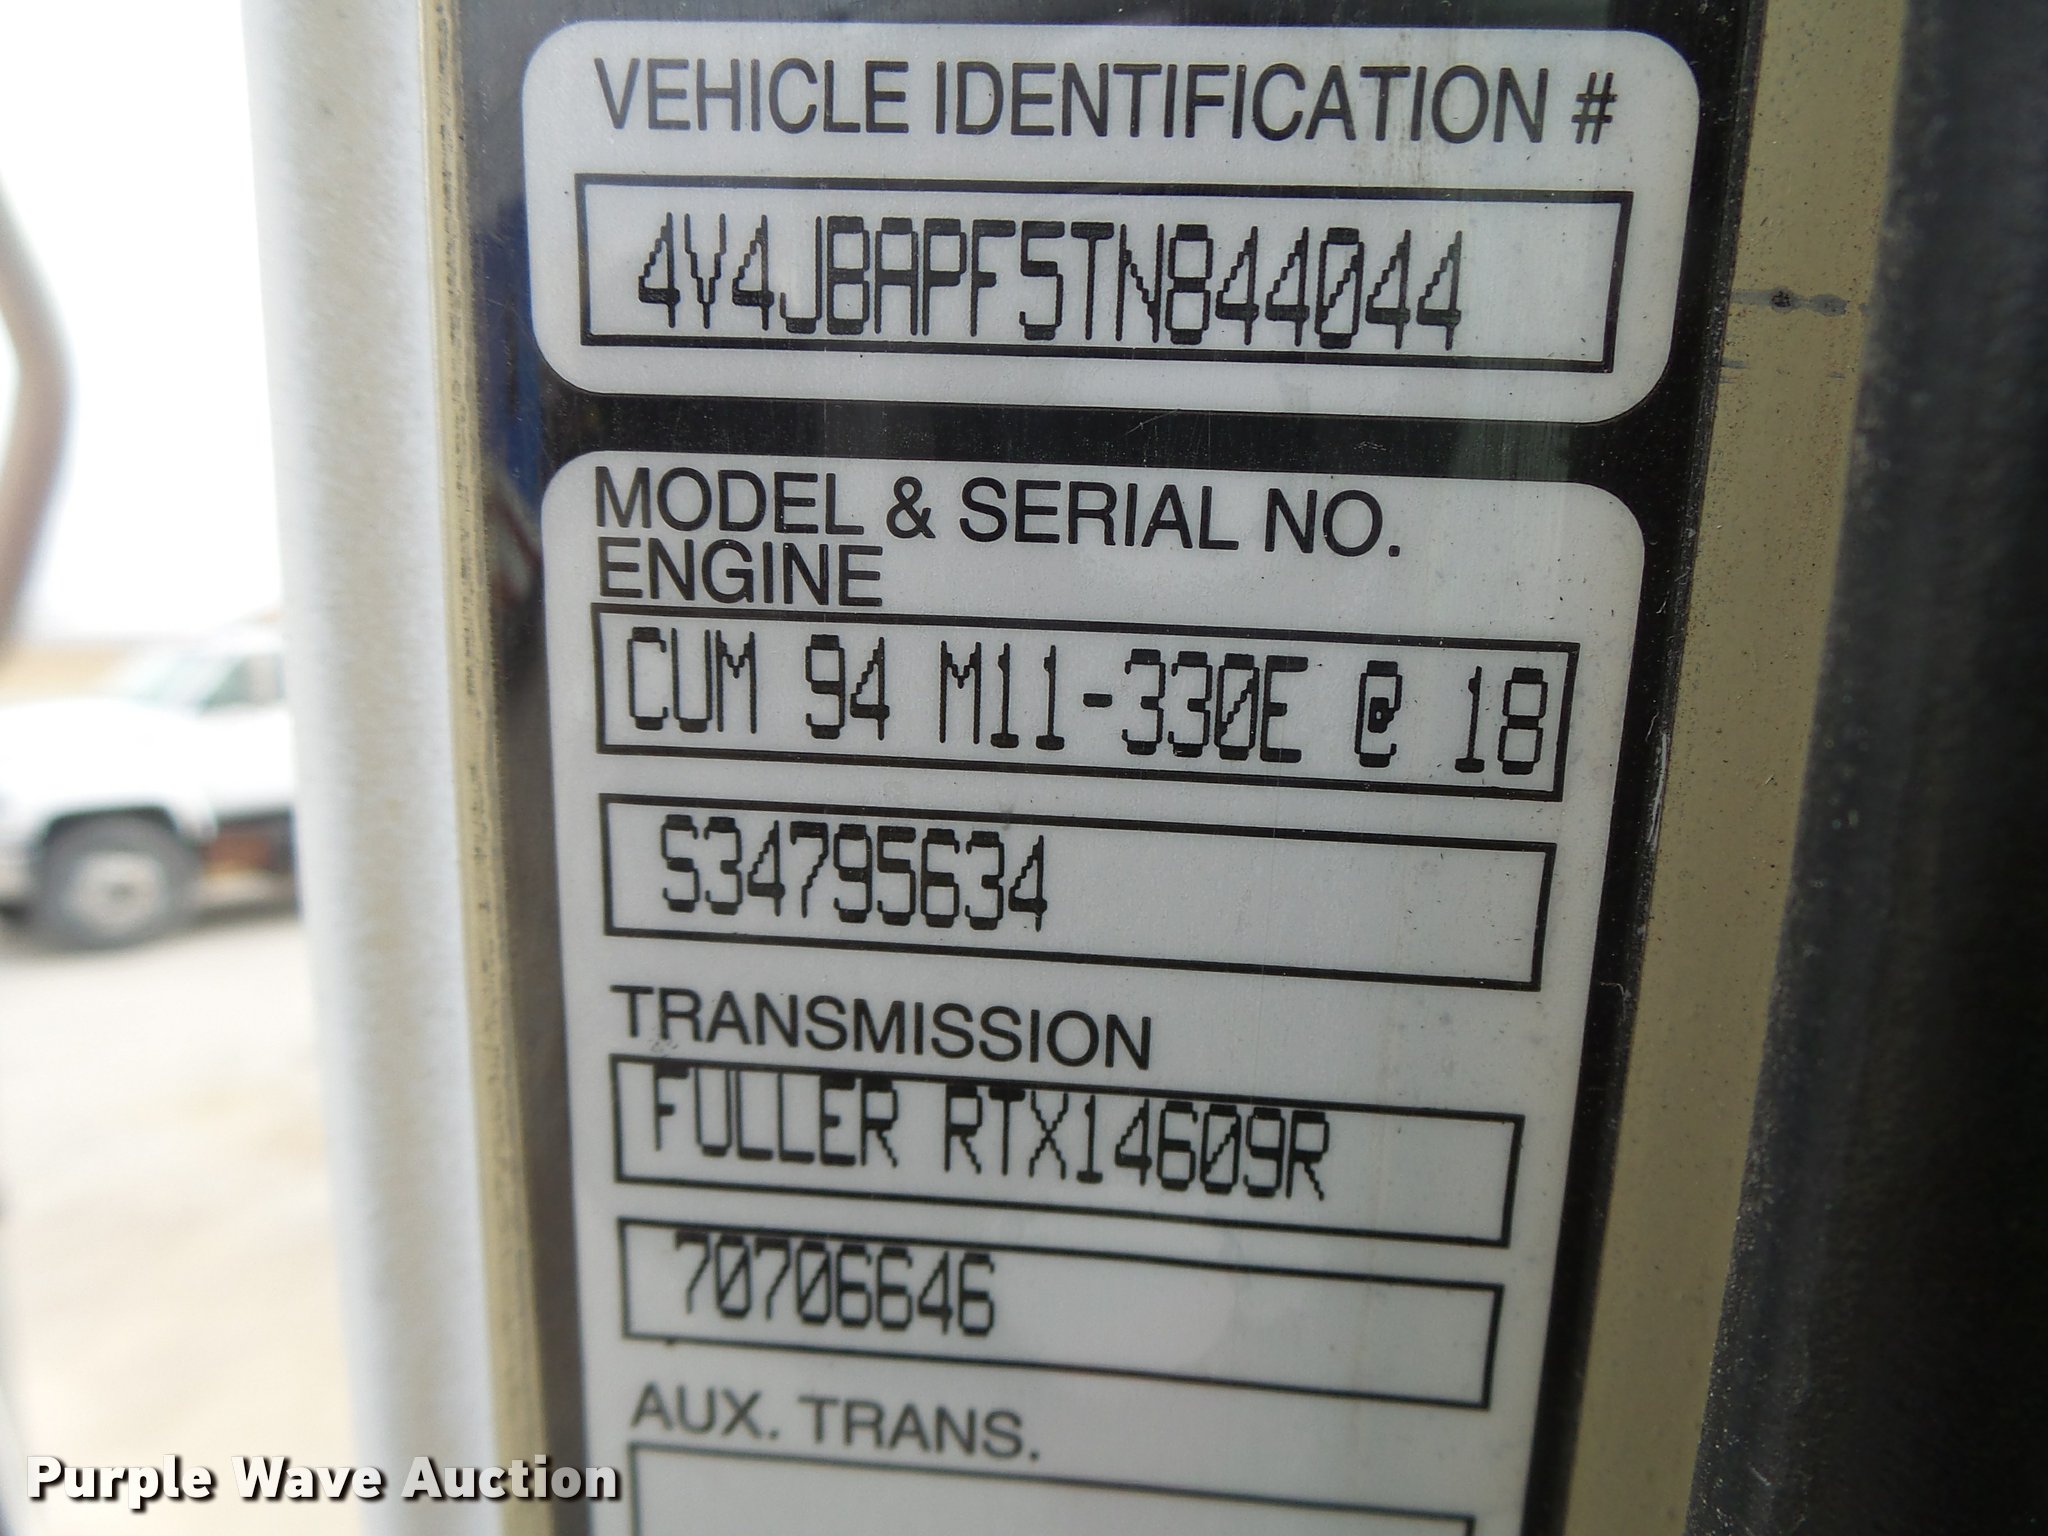 VEHICLE IDENTIFICATION #
4V4JBAPF5TN844044
MODEL & SERIAL NO.
ENGINE
CUM 94 M11-330E @ 18
S34795634
TRANSMISSION
FULLER RTX14609R
70706646
AUX. TRANS.
Purple Wave Auction